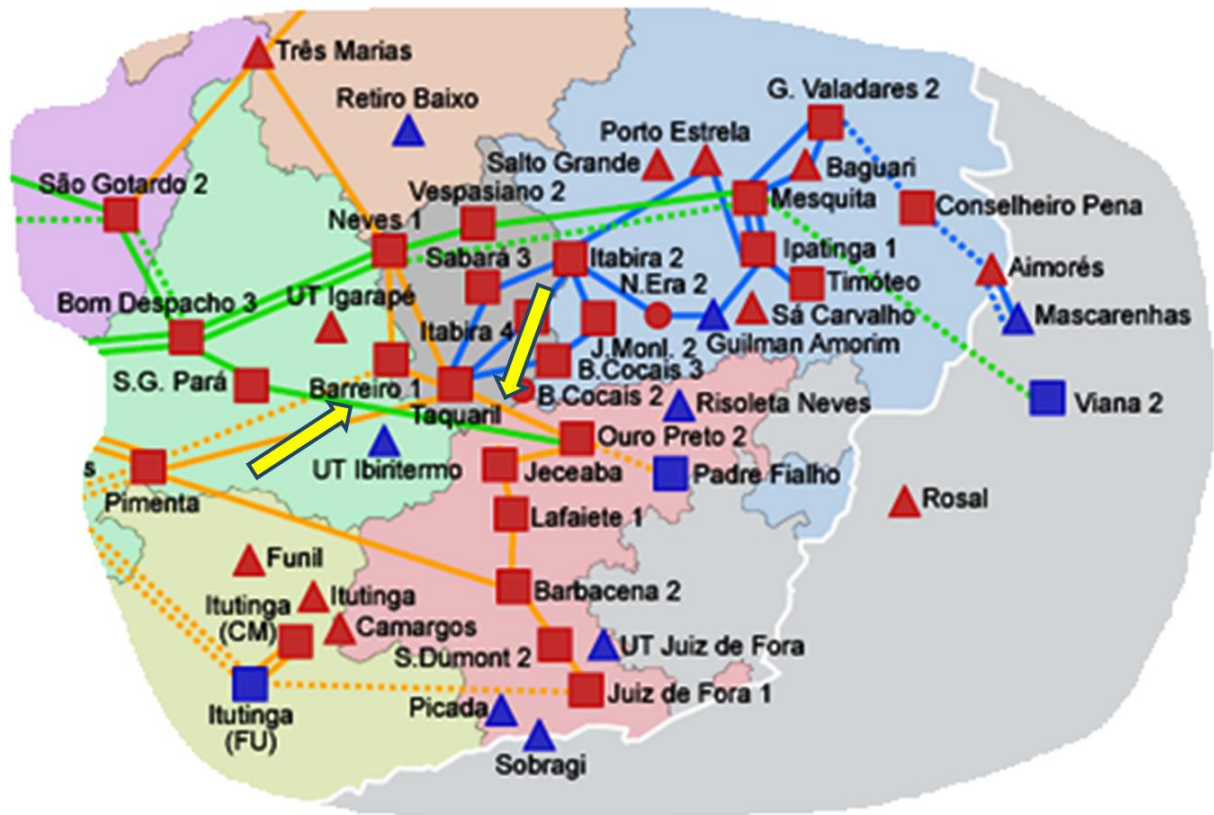 Três Marias
Retiro Baixo
G. Valadares 2
Porto Estrela
Salto Grande
Baguari
São Gotardo 2
Vespasiano 2
Mesquita
Conselheiro Pena
Neves 1
Sabará 3
Itabira 2
Ipatinga 1
N.Era 2
Timóteo
Aimorés
Bom Despacho 3
UT Igarapé
Itabira 4
Sá Carvalho
Mascarenhas
J.Monl. 2
Guilman Amorim
S.G. Pará
Barreiro 1
B.Cocais 3
B.Cocais 2
Taquaril
Risoleta Neves
Viana 2
Ouro Preto 2
s
UT Ibiritermo
Jeceaba
Padre Fialho
Pimenta
Lafaiete 1
Rosal
Funil
Itutinga
Barbacena 2
Itutinga
(CM)
Camargos
S.Dumont 2
UT Juiz de Fora
Juiz de Fora 1
Picada
Itutinga
(FU)
Sobragi